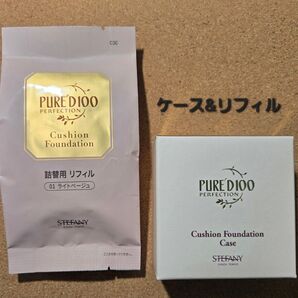 PURE'D100
PERFECTION
Cushion
Foundation
詰替用 リフィル
01 ライトベージュ
STEFANY
ケース&リフィル
PURE'D100
PERFECTION
Cushion Foundation
Case
STEFANY